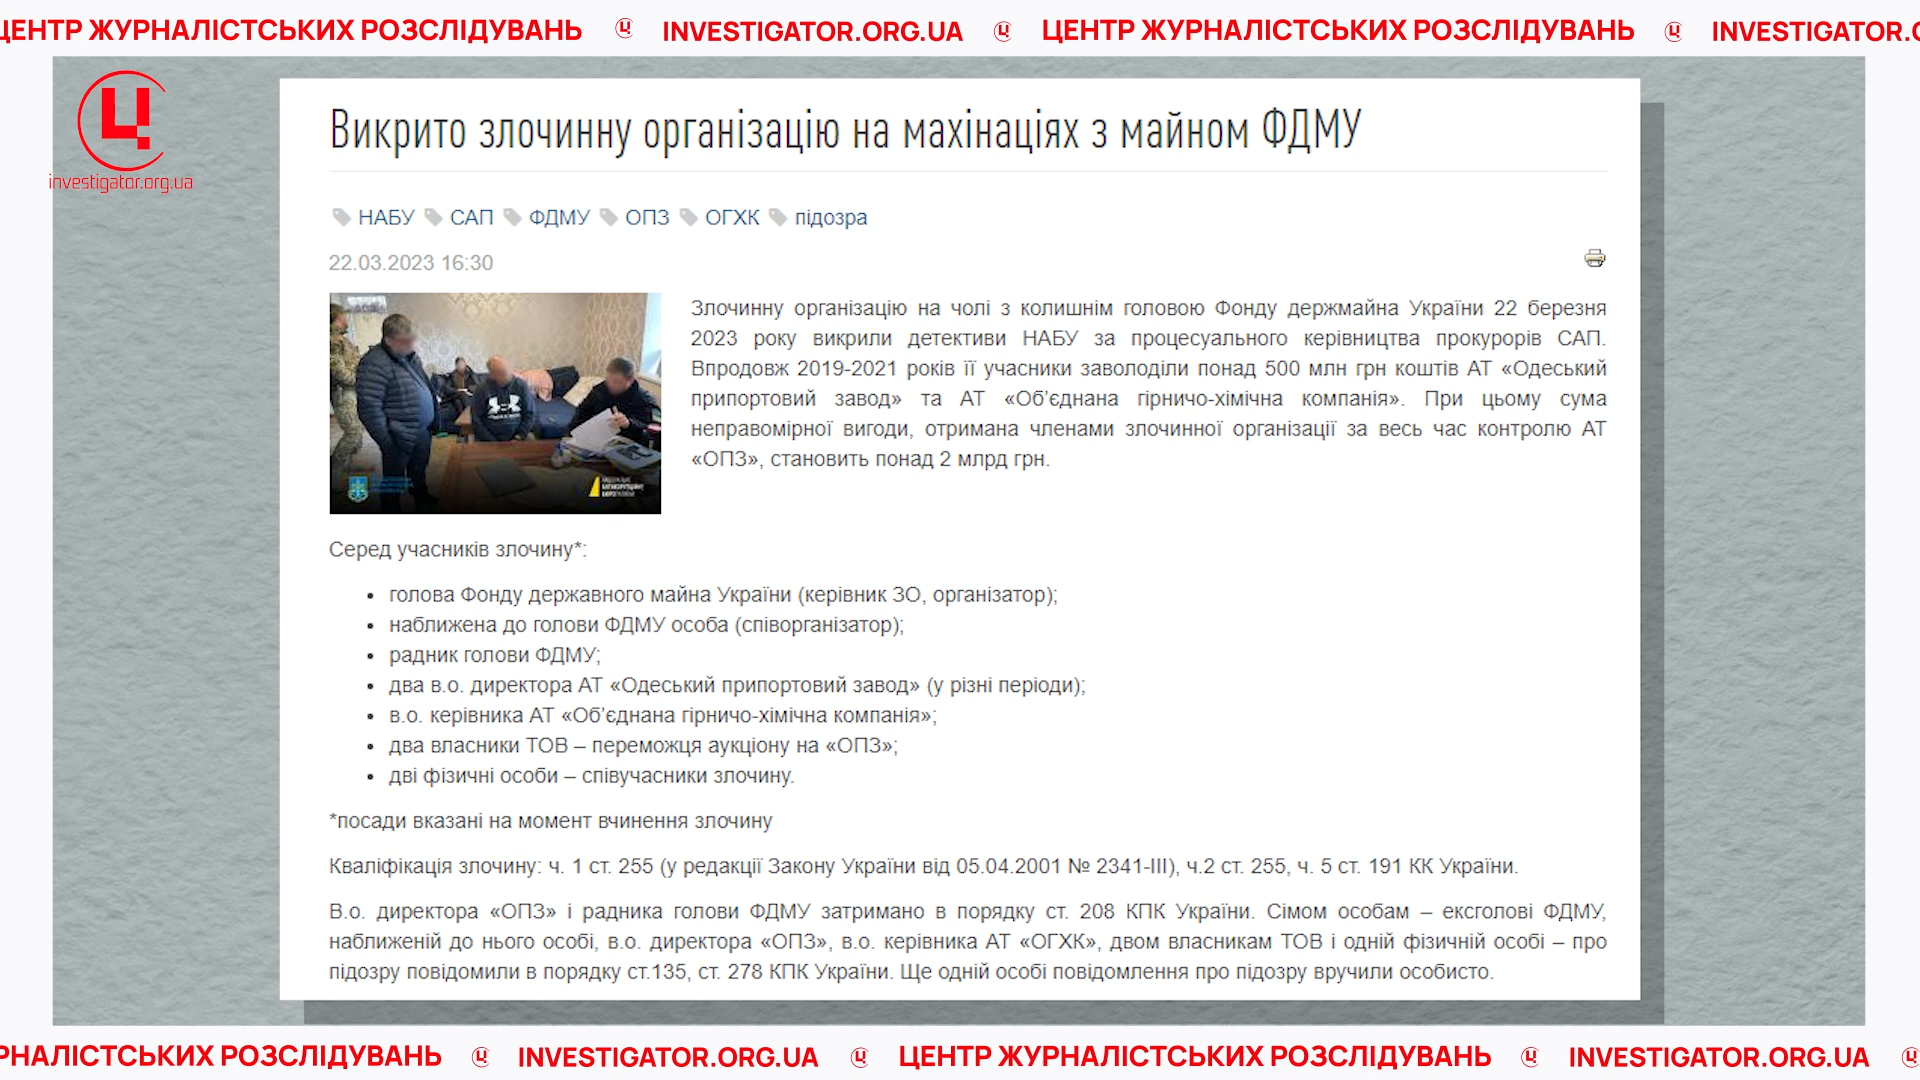 ЦЕНТР ЖУРНАЛІСТСЬКИХ РОЗСЛІДУВАНЬ INVESTIGATOR.ORG.UA ЦЕНТР ЖУРНАЛІСТСЬКИХ РОЗСЛІДУВАНЬ INVESTIGATOR.O
Ц
investigator.org.ua
Викрито злочинну організацію на махінаціях з майном ФДМУ
НАБУ САП ФДМУ ОПЗ ОГХК підозра
22.03.2023 16:30
Злочинну організацію на чолі з колишнім головою Фонду держмайна України 22 березня
2023 року викрили детективи НАБУ за процесуального керівництва прокурорів САП.
Впродовж 2019-2021 років її учасники заволоділи понад 500 млн грн коштів АТ «Одеський
припортовий завод» та АТ «Об’єднана гірничо-хімічна компанія». При цьому сума
неправомірної вигоди, отримана членами злочинної організації за весь час контролю АТ
«ОПЗ», становить понад 2 млрд грн.
Серед учасників злочину*:
• голова Фонду державного майна України (керівник ЗО, організатор);
• наближена до голови ФДМУ особа (співорганізатор);
• радник голови ФДМУ;
• два в.о. директора АТ «Одеський припортовий завод» (у різні періоди);
• в.о. керівника АТ «Об’єднана гірничо-хімічна компанія»;
• два власники ТОВ – переможця аукціону на «ОПЗ»;
• дві фізичні особи – співучасники злочину.
*посади вказані на момент вчинення злочину
Кваліфікація злочину: ч. 1 ст. 255 (у редакції Закону України від 05.04.2001 № 2341-III), ч.2 ст. 255, ч. 5 ст. 191 КК України.
В.о. директора «ОПЗ» і радника голови ФДМУ затримано в порядку ст. 208 КПК України. Сімом особам – ексголові ФДМУ,
наближеній до нього особі, в.о. директора «ОПЗ», в.о. керівника АТ «ОГХК», двом власникам ТОВ і одній фізичній особі – про
підозру повідомили в порядку ст.135, ст. 278 КПК України. Ще одній особі повідомлення про підозру вручили особисто.
РНАЛІСТСЬКИХ РОЗСЛІДУВАНЬ INVESTIGATOR.ORG.UA ЦЕНТР ЖУРНАЛІСТСЬКИХ РОЗСЛІДУВАНЬ INVESTIGATOR.ORG.UA